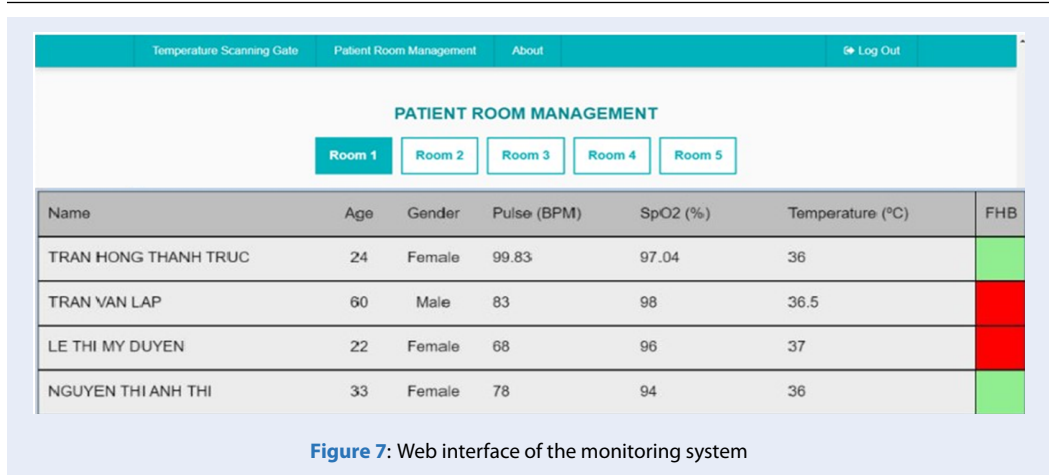 Temperature Scanning Gate Patient Room Management About Log Out
PATIENT ROOM MANAGEMENT
Room 1 Room 2 Room 3 Room 4 Room 5
Name Age Gender Pulse (BPM) SpO2 (%) Temperature (ºC) FHB
TRAN HONG THANH TRUC 24 Female 99.83 97.04 36
TRAN VAN LAP 60 Male 83 98 36.5
LE THI MY DUYEN 22 Female 68 96 37
NGUYEN THI ANH THI 33 Female 78 94 36
Figure 7: Web interface of the monitoring system